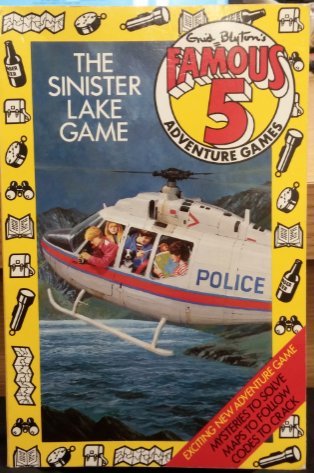 THE
SINISTER
LAKE
GAME
Enid Blyton's
FAMOUS
5
ADVENTURE GAMES
POLICE
EXCITING NEW ADVENTURE GAME
MYSTERIES TO SOLVE
MAPS TO FOLLOW
CODES TO CRACK